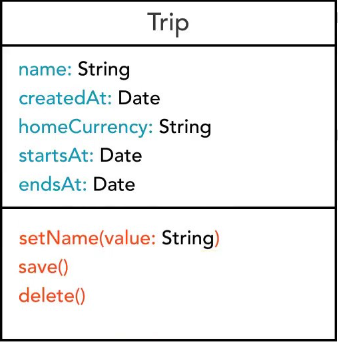 Trip
name: String
createdAt: Date
homeCurrency: String
startsAt: Date
endsAt: Date
setName(value: String)
save()
delete()